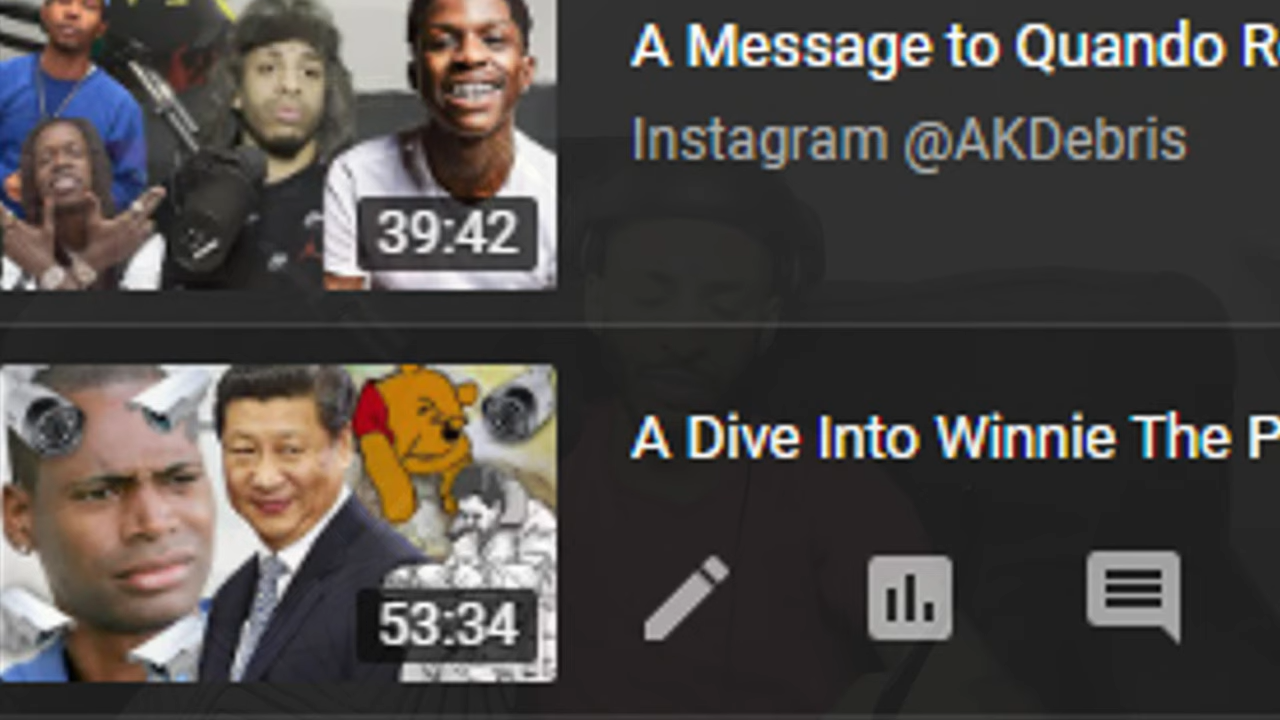 A Message to Quando R
Instagram @AKDebris
39:42
A Dive Into Winnie The P
53:34